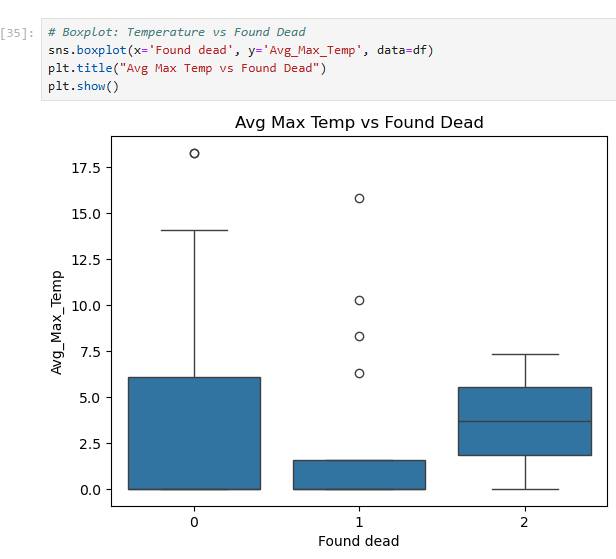 [35]:
# Boxplot: Temperature vs Found Dead
sns.boxplot(x='Found dead', y='Avg_Max_Temp', data=df)
plt.title("Avg Max Temp vs Found Dead")
plt.show()
Avg Max Temp vs Found Dead
17.5
15.0
12.5
10.0
7.5
5.0
2.5
0.0
Avg_Max_Temp
0 1 2
Found dead